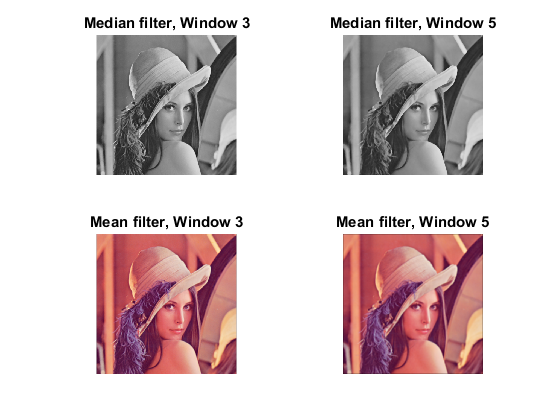 Median filter, Window 3
Median filter, Window 5
Mean filter, Window 3
Mean filter, Window 5